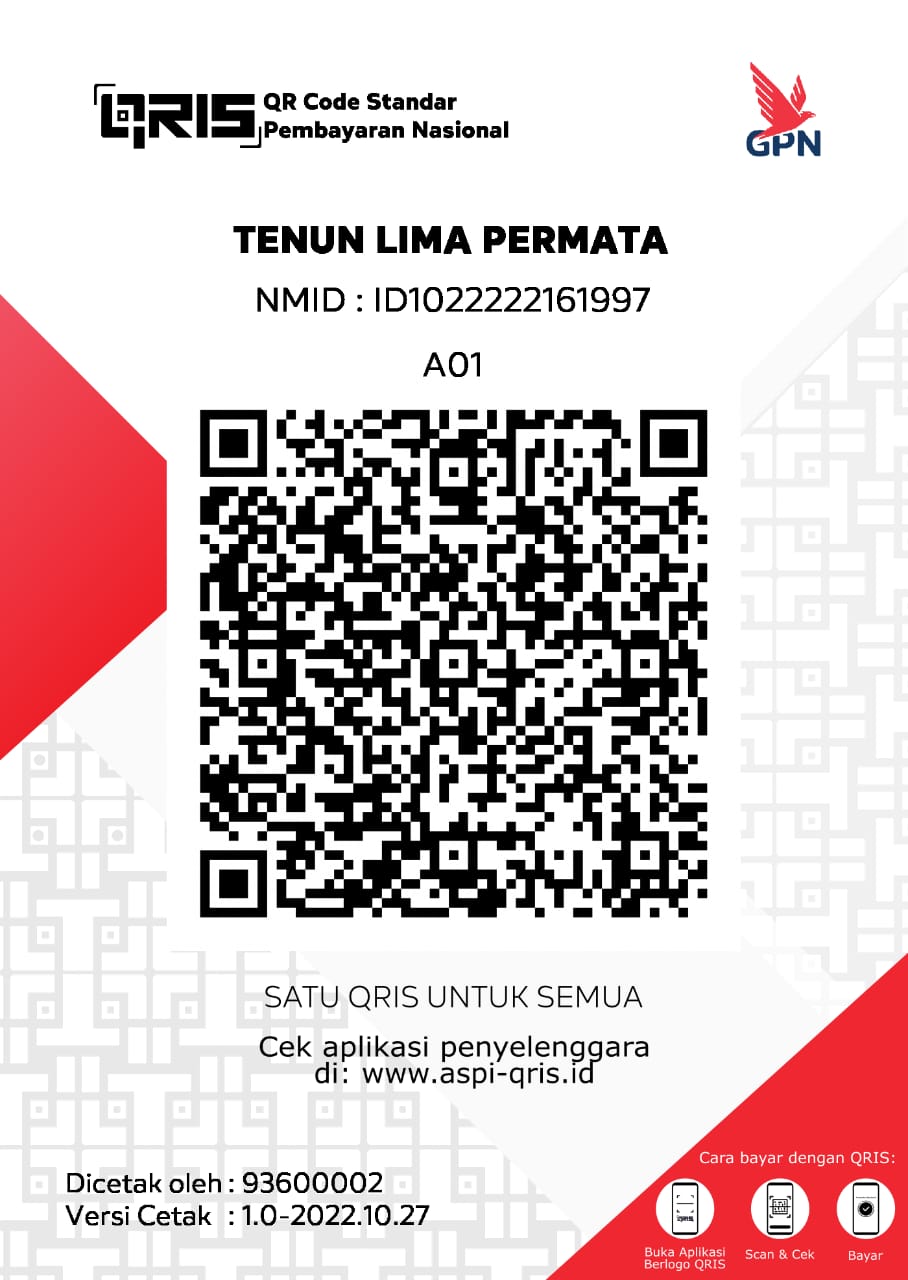 QRIS QR Code Standar
Pembayaran Nasional
GPN
TENUN LIMA PERMATA
NMID : ID1022222161997
A01
SATU QRIS UNTUK SEMUA
Cek aplikasi penyelenggara
di: www.aspi-qris.id
Dicetak oleh : 93600002
Versi Cetak : 1.0-2022.10.27
Cara bayar dengan QRIS:
Buka Aplikasi
Berlogo QRIS
Scan & Cek
Bayar